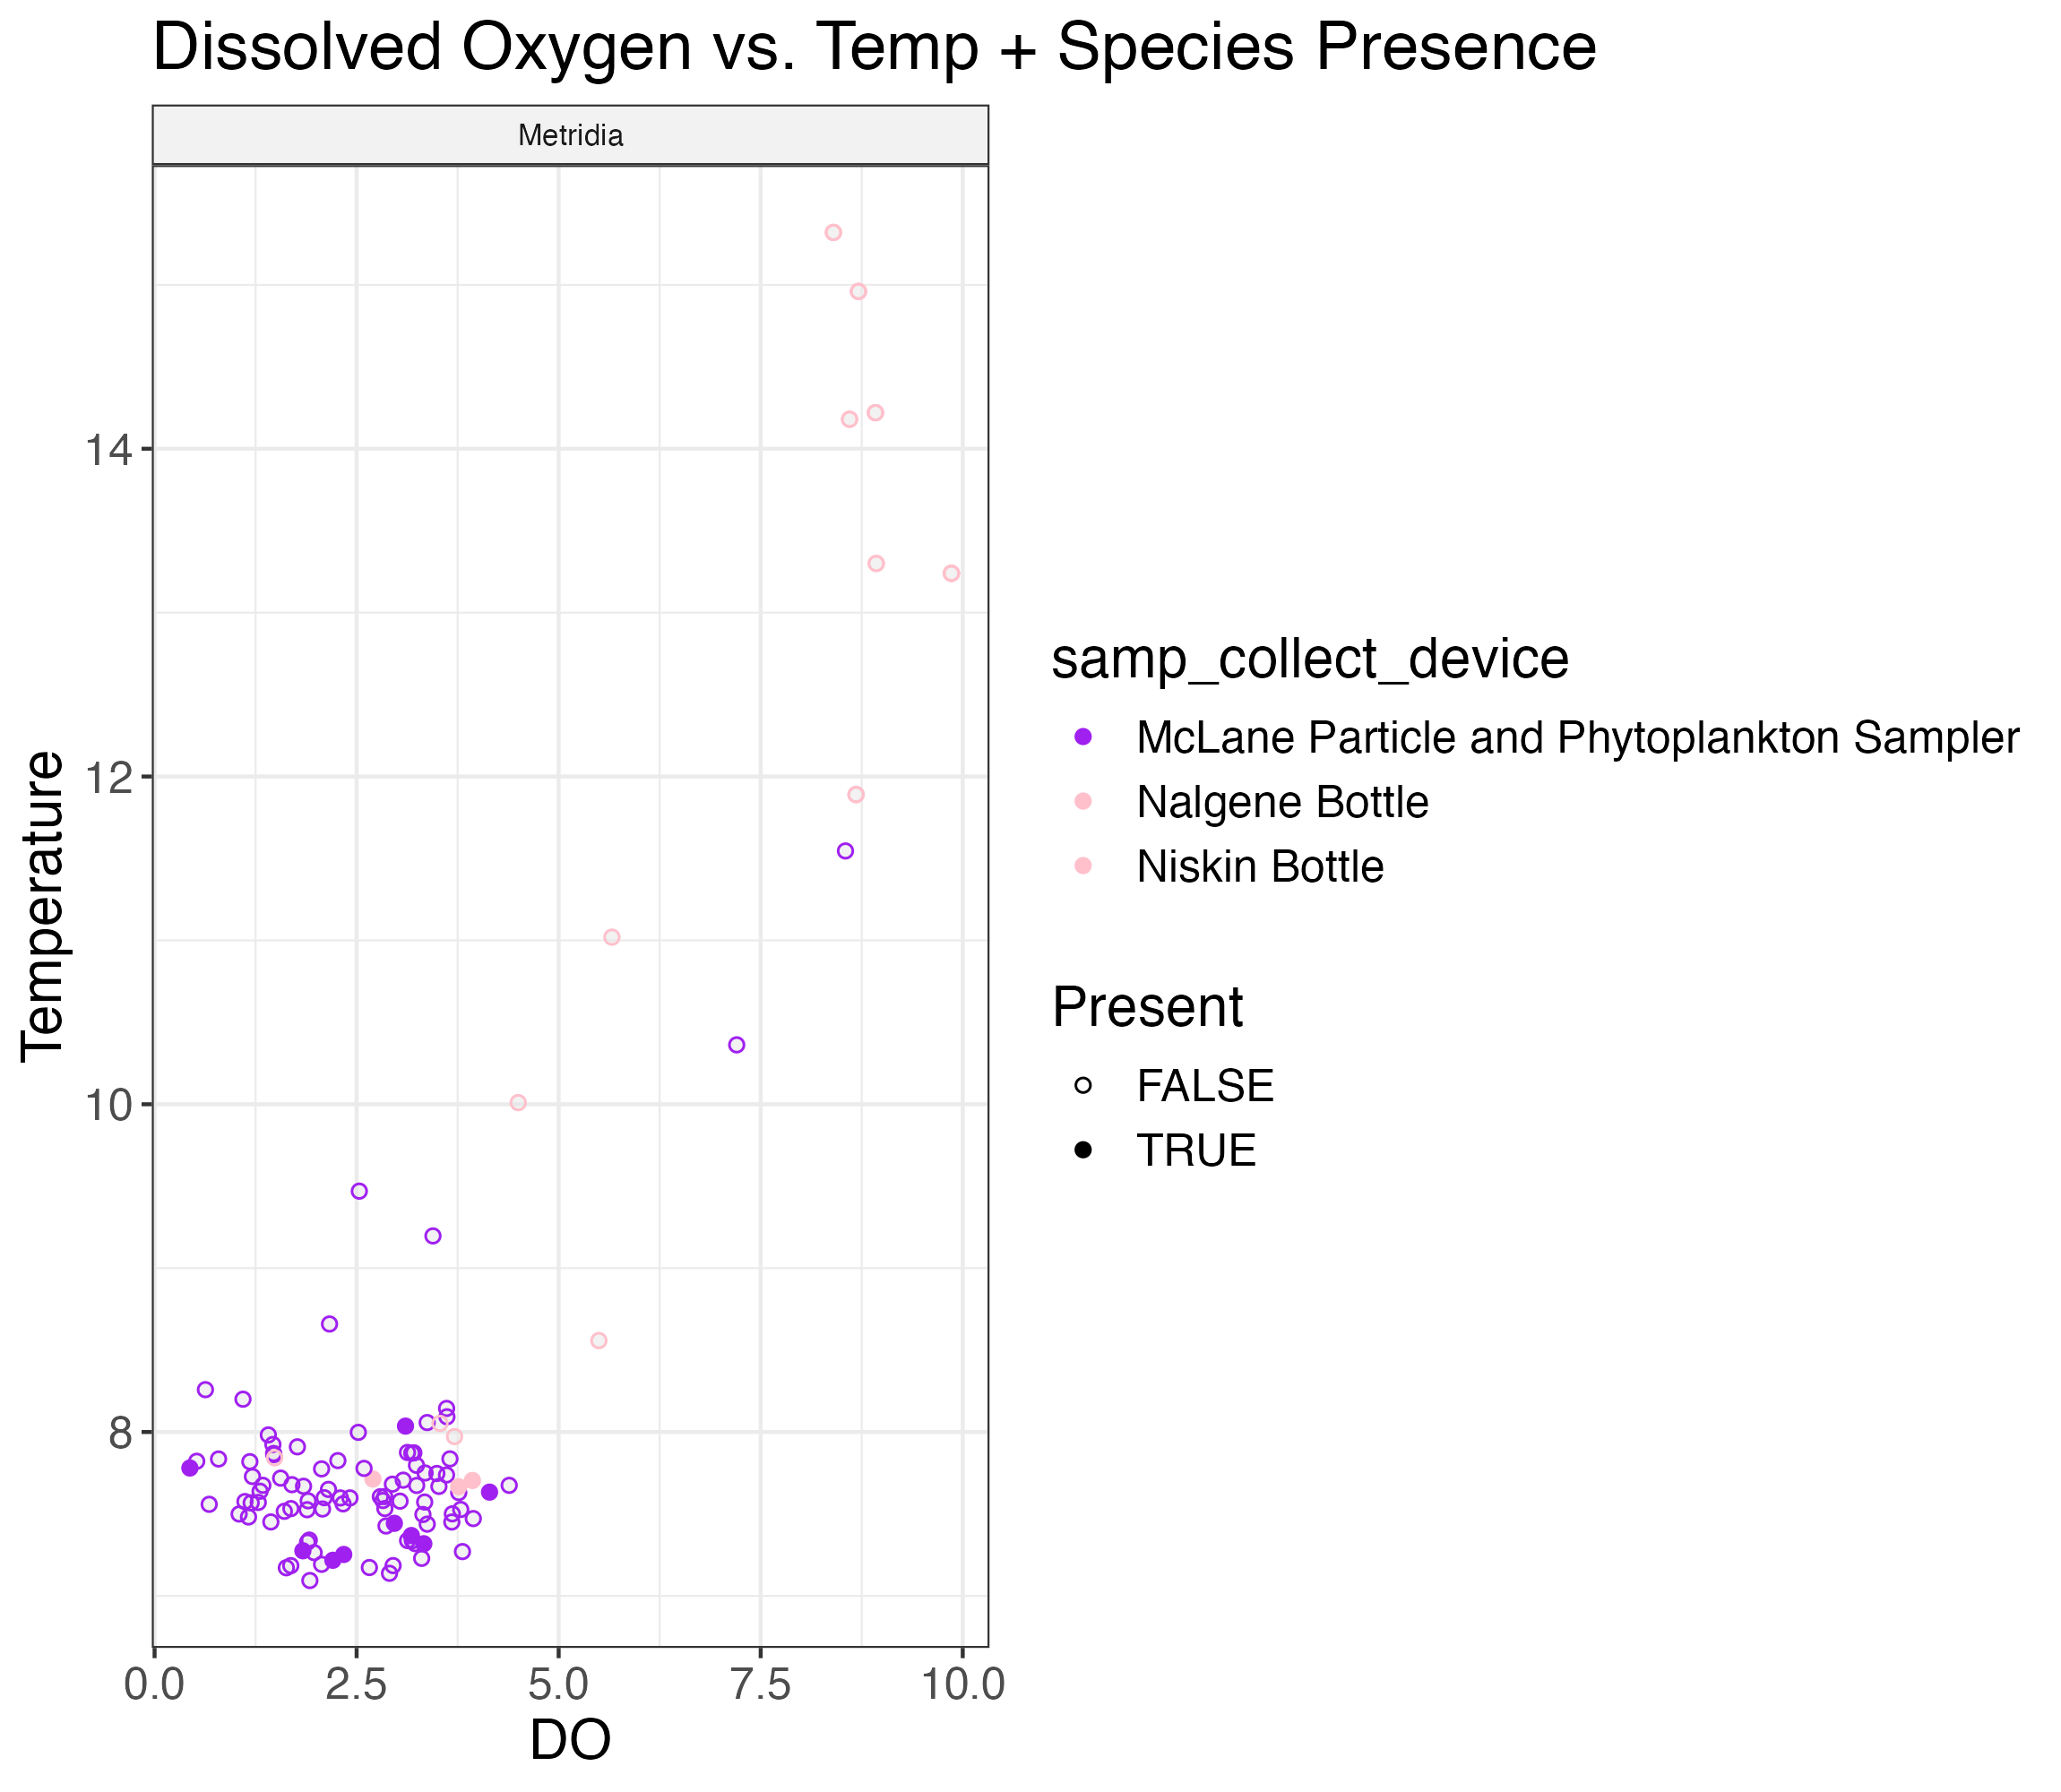 Dissolved Oxygen vs. Temp + Species Presence
Metridia
14
12
10
8
Temperature
0.0 2.5 5.0 7.5 10.0
DO
samp_collect_device
McLane Particle and Phytoplankton Sampler
Nalgene Bottle
Niskin Bottle
Present
FALSE
TRUE